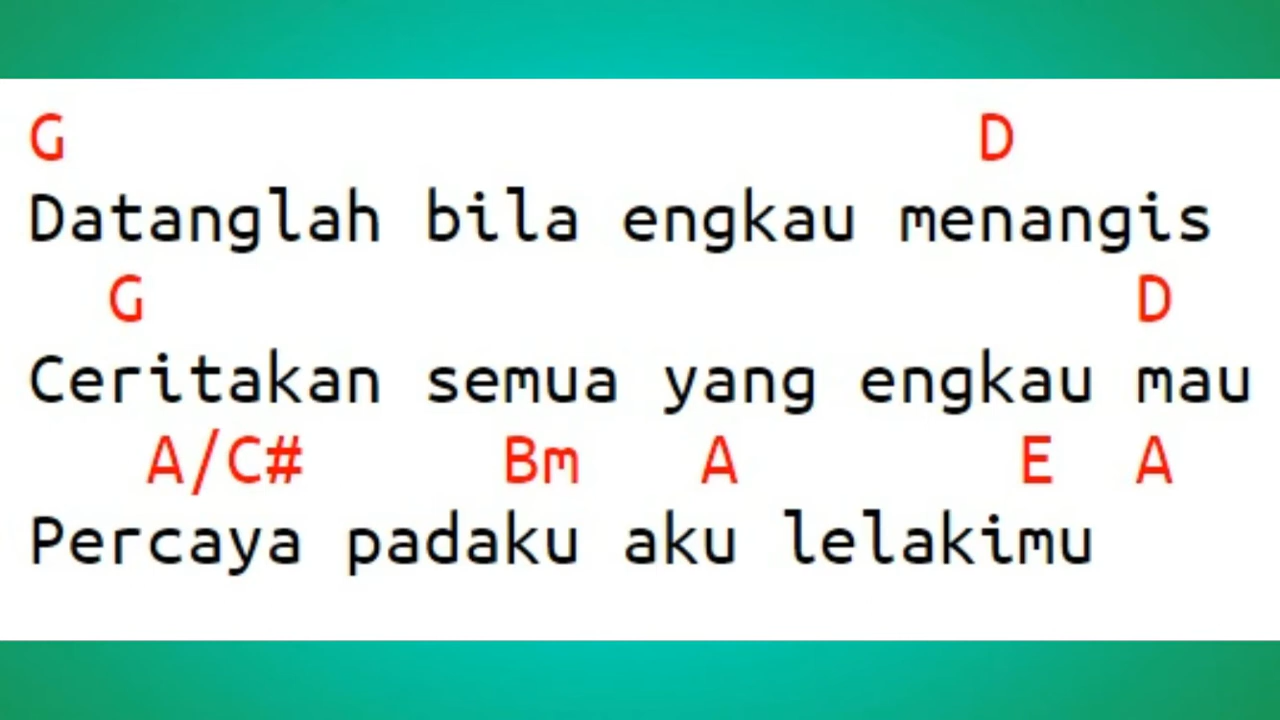 G D
Datanglah bila engkau menangis
G D
Ceritakan semua yang engkau mau
A/C# Bm A E A
Percaya padaku aku lelakimu